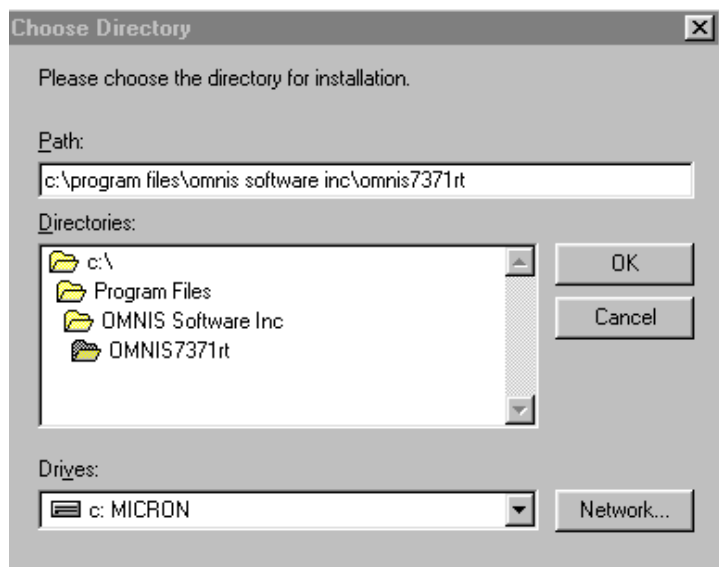 Choose Directory
Please choose the directory for installation.
Path:
c:\program files\omnis software inc\omnis7371rt
Directories:
c:\
Program Files
OMNIS Software Inc
OMNIS7371rt
OK
Cancel
Drives:
c: MICRON
Network...